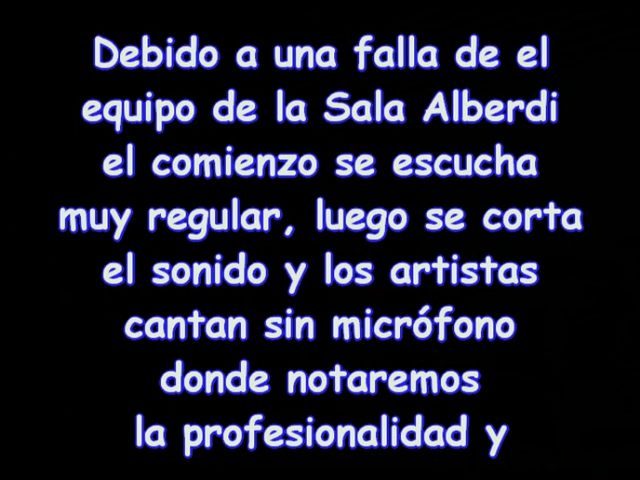 Debido a una falla de el
equipo de la Sala Alberdi
el comienzo se escucha
muy regular, luego se corta
el sonido y los artistas
cantan sin micrófono
donde notaremos
la profesionalidad y